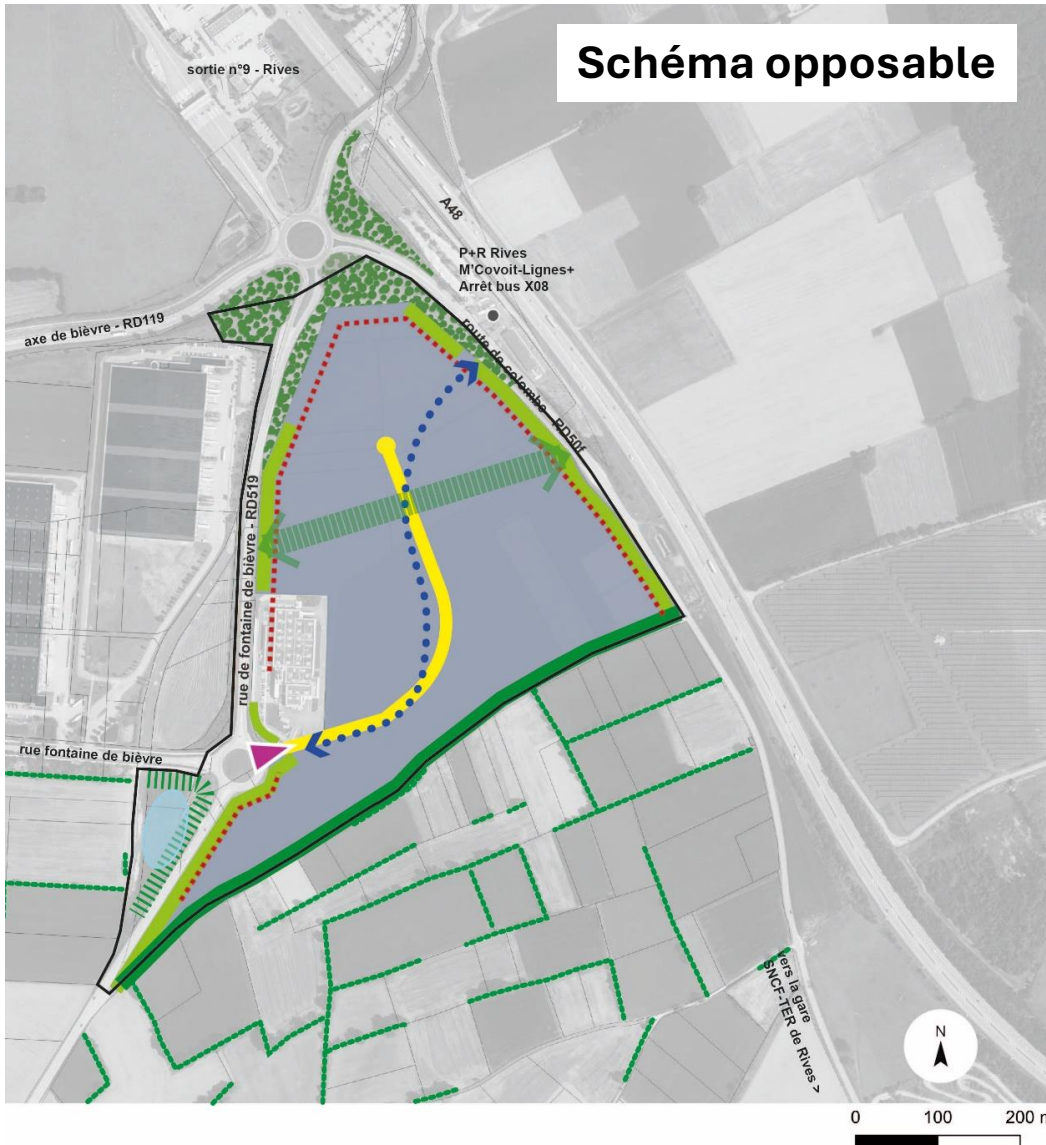 Schéma opposable
sortie n°9 - Rives
A48
P+R Rives
M'Covoit-Lignes+
Arrêt bus X08
axe de bièvre - RD119
route de colombe - RD50f
rue de fontaine de bièvre - RD519
rue fontaine de bièvre
vers la gare
SNCF-TER de Rives >
N
0 100 200 m